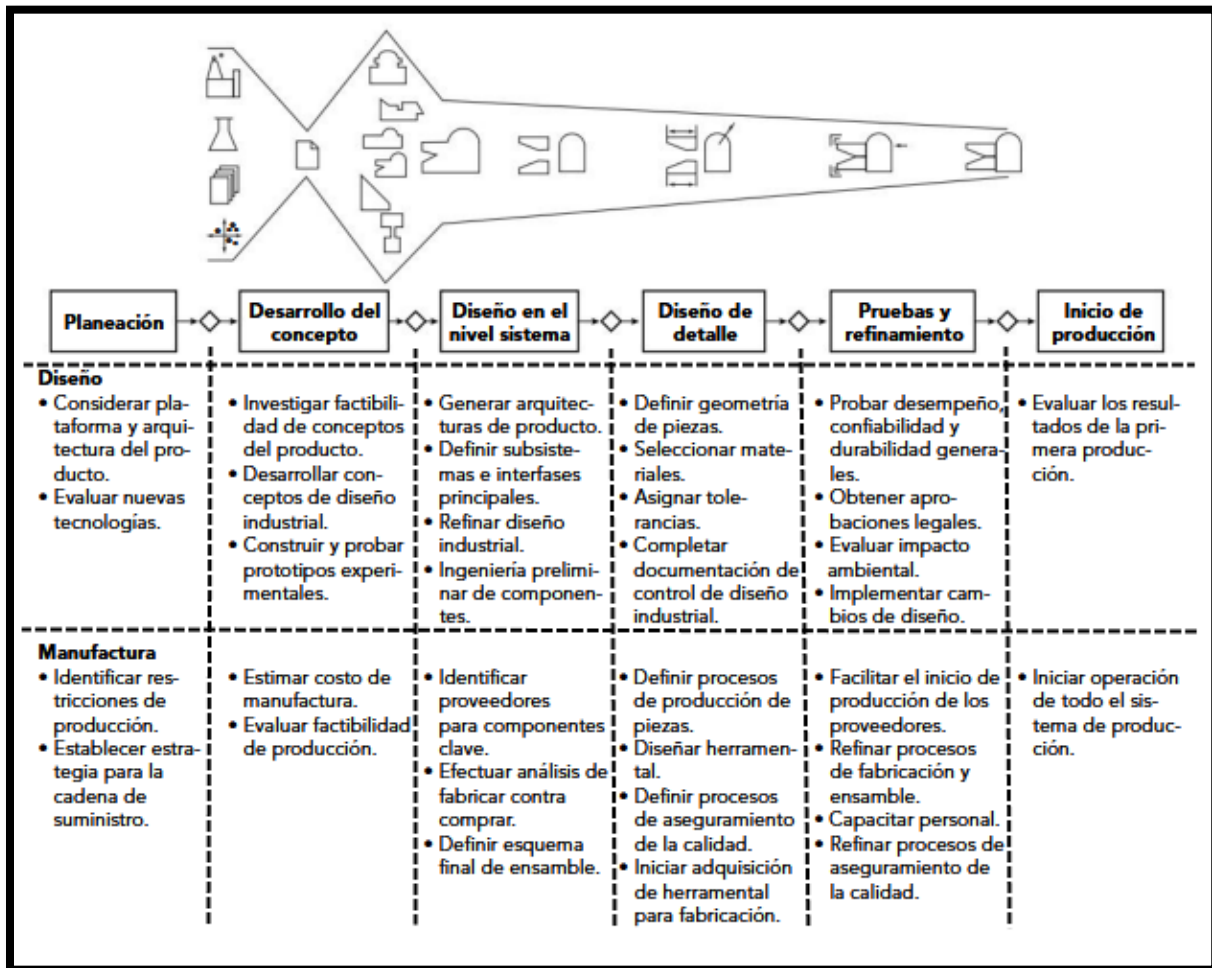 Planeación
Desarrollo del
concepto
Diseño en el
nivel sistema
Diseño de
detalle
Pruebas y
refinamiento
Inicio de
producción
Diseño
• Considerar pla-
taforma y arqui-
tectura del pro-
ducto.
• Evaluar nuevas
tecnologías.
• Investigar factibili-
dad de conceptos
del producto.
• Desarrollar con-
ceptos de diseño
industrial.
• Construir y probar
prototipos experi-
mentales.
• Generar arquitec-
turas de producto.
• Definir subsiste-
mas e interfases
principales.
• Refinar diseño
industrial.
• Ingeniería prelimi-
nar de componen-
tes.
• Definir geometría
de piezas.
• Seleccionar mate-
riales.
• Asignar tole-
rancias.
• Completar
documentación de
control de diseño
industrial.
• Probar desempeño,
confiabilidad y
durabilidad genera-
les.
• Obtener apro-
baciones legales.
• Evaluar impacto
ambiental.
• Implementar cam-
bios de diseño.
• Evaluar los resul-
tados de la pri
mera produc-
ción.
Manufactura
• Identificar res-
tricciones de
producción.
• Establecer estra-
tegia para la
cadena de
suministro.
• Estimar costo de
manufactura.
• Evaluar factibilidad
de producción.
• Identificar
proveedores
para componentes
clave.
• Efectuar análisis de
fabricar contra
comprar.
• Definir esquema
final de ensamble.
• Definir procesos
de producción de
piezas.
• Diseñar herramen-
tal.
• Definir procesos
de aseguramiento
de la calidad.
• Iniciar adquisición
de herramental
para fabricación.
• Facilitar el inicio de
producción de los
proveedores.
• Refinar procesos
de fabricación y
ensamble.
• Capacitar personal.
• Refinar procesos de
aseguramiento de
la calidad.
• Iniciar operación
de todo el sis-
tema de produc-
ción.